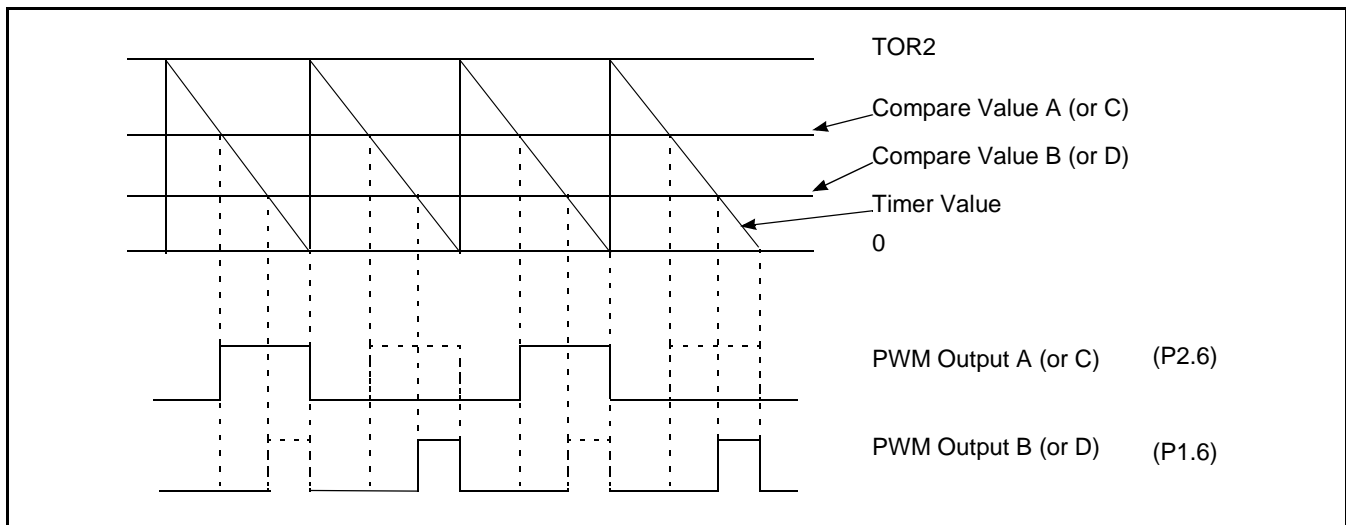 TOR2
Compare Value A (or C)
Compare Value B (or D)
Timer Value
0
PWM Output A (or C) (P2.6)
PWM Output B (or D) (P1.6)